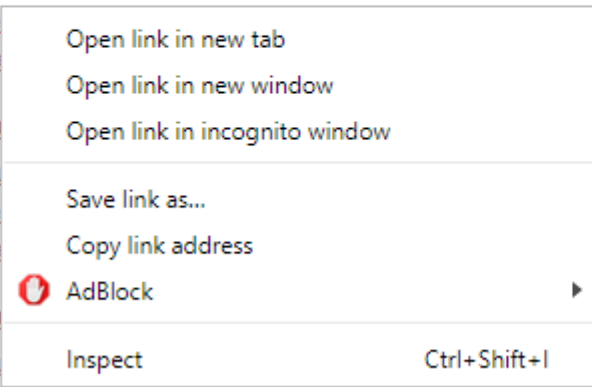 Open link in new tab
Open link in new window
Open link in incognito window
Save link as...
Copy link address
AdBlock
Inspect Ctrl+Shift+I